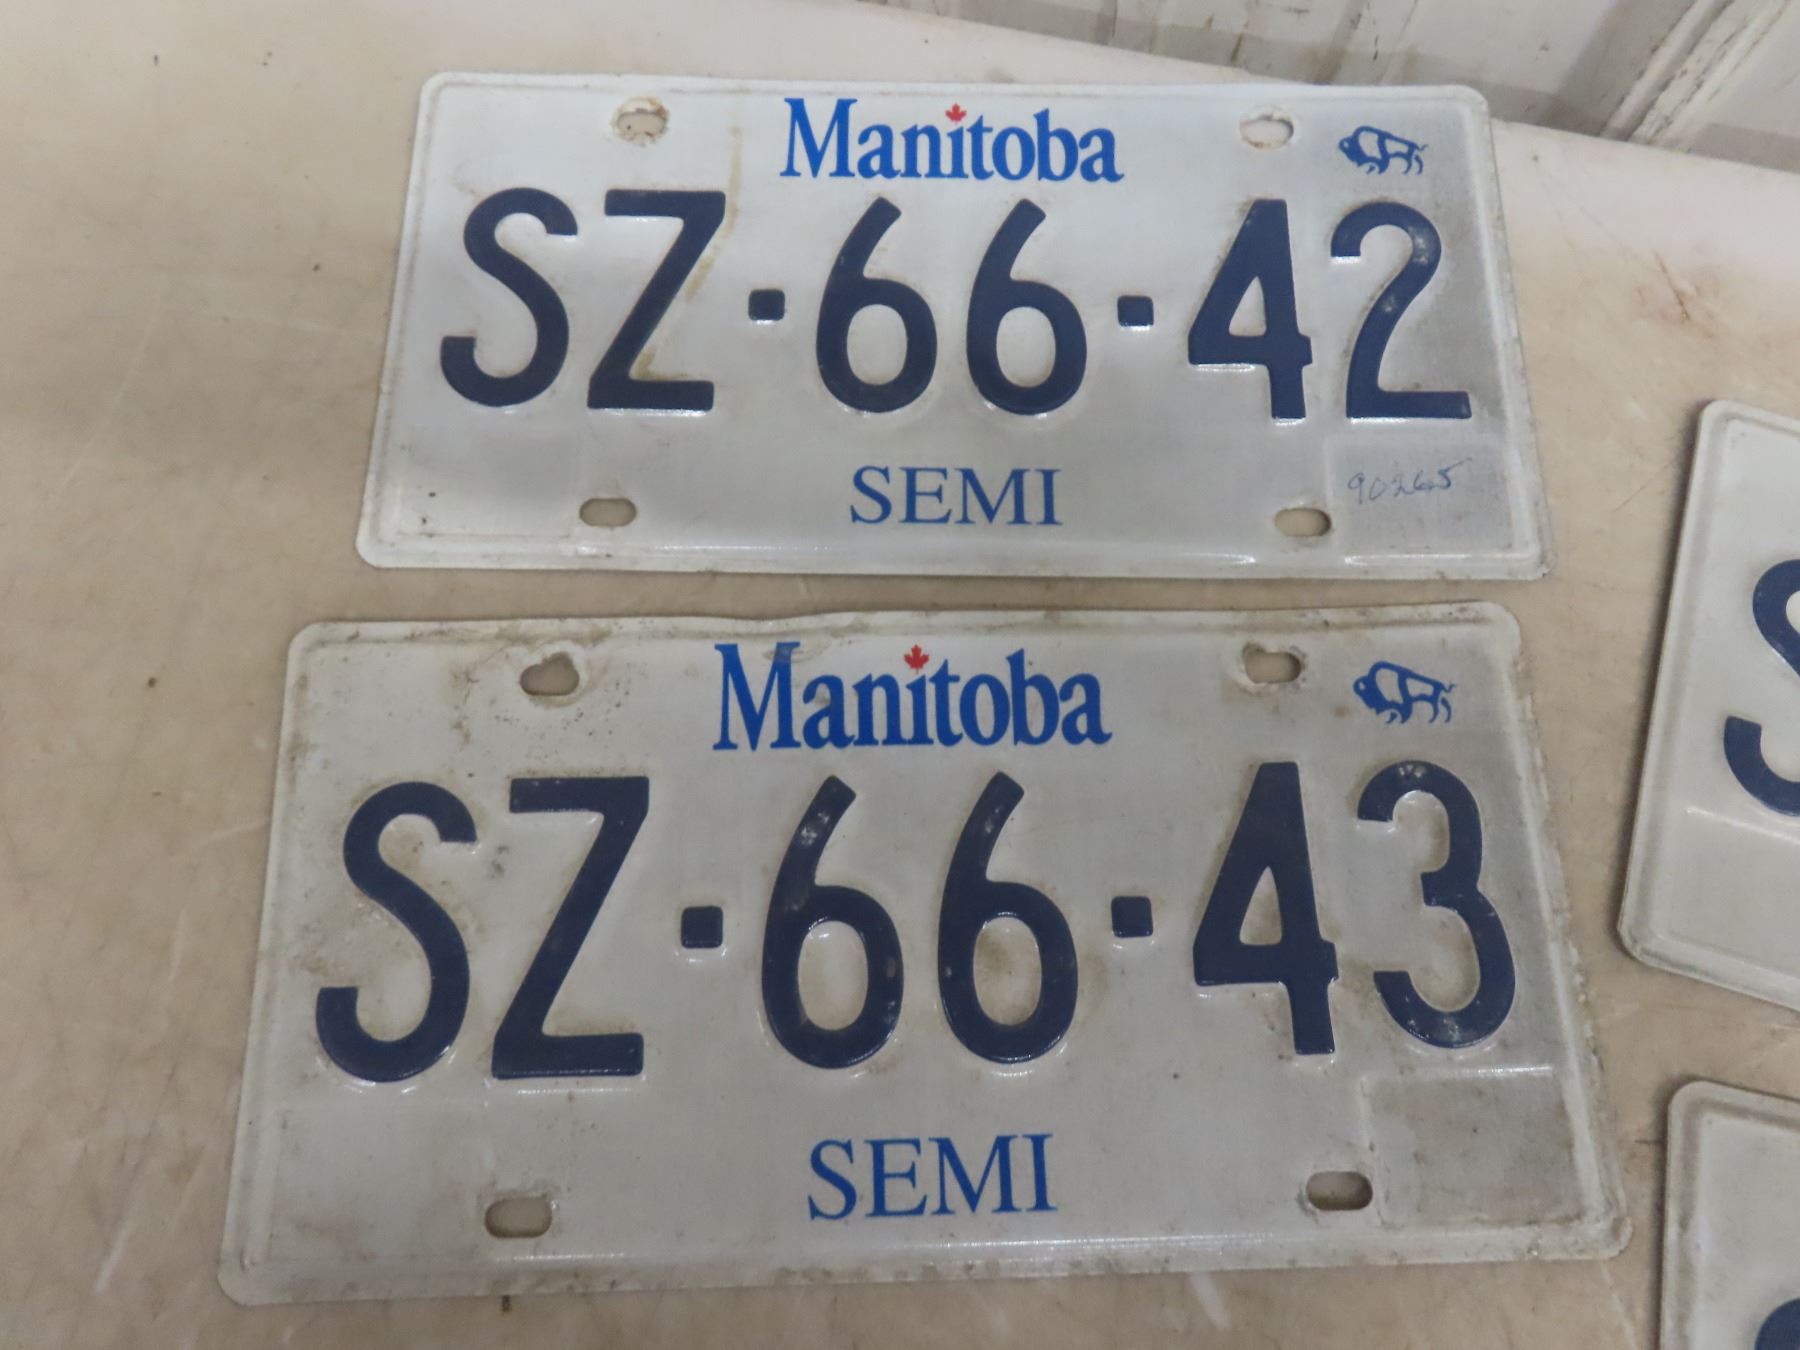 Manitoba
SZ·66·42
SEMI
90265
Manitoba
SZ·66·43
SEMI
S